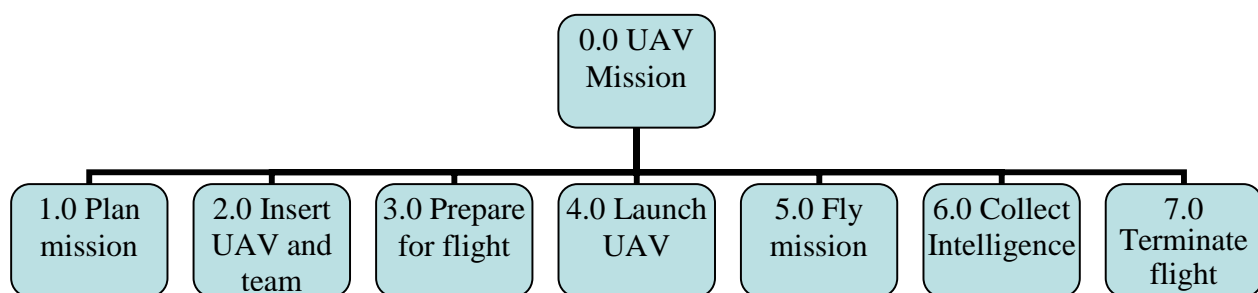 0.0 UAV
Mission
1.0 Plan
mission
2.0 Insert
UAV and
team
3.0 Prepare
for flight
4.0 Launch
UAV
5.0 Fly
mission
6.0 Collect
Intelligence
7.0
Terminate
flight